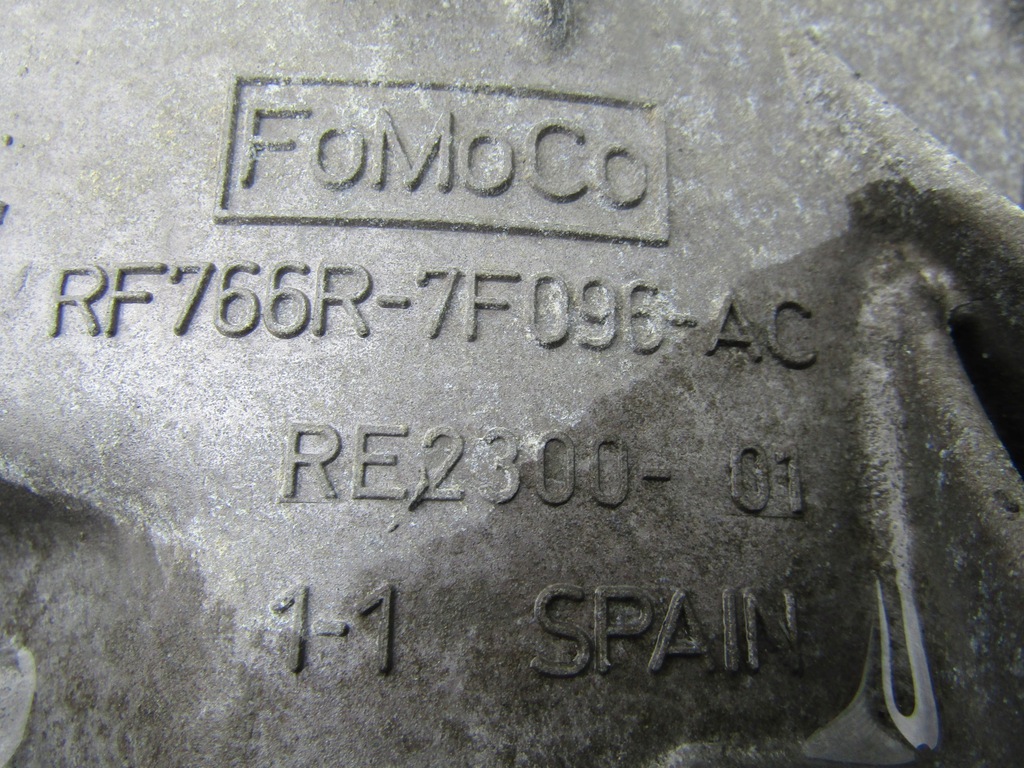 FoMoCo
RF766R-7F096-AC
RE2300- 01
1-1 SPAIN